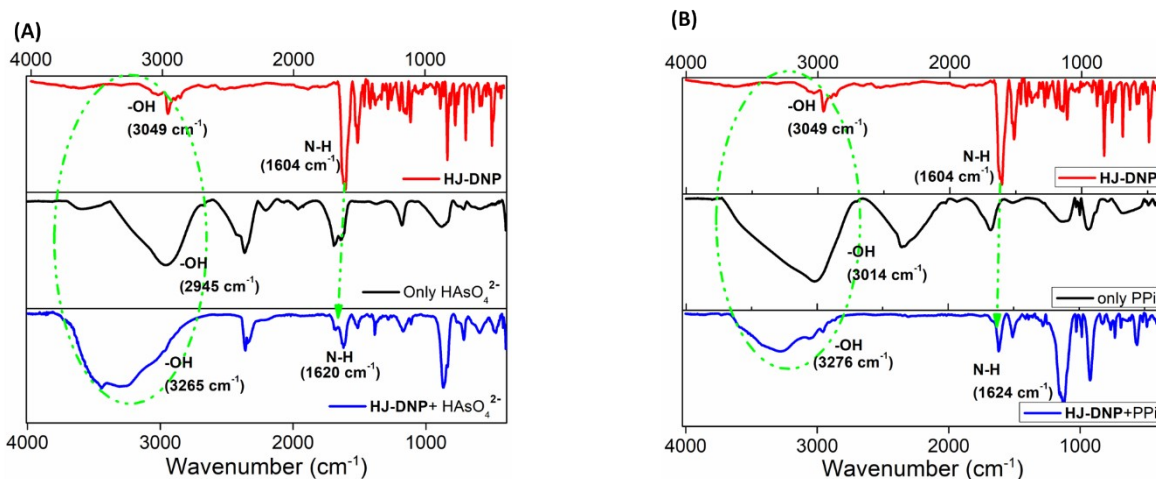 (A)
4000 3000 2000 1000
-OH
(3049 cm⁻¹)
N-H
(1604 cm⁻¹)
HJ-DNP
-OH
(2945 cm⁻¹)
Only HAsO₄²⁻
-OH
(3265 cm⁻¹)
N-H
(1620 cm⁻¹)
HJ-DNP+ HAsO₄²⁻
4000 3000 2000 1000
Wavenumber (cm⁻¹)
(B)
4000 3000 2000 1000
-OH
(3049 cm⁻¹)
N-H
(1604 cm⁻¹)
HJ-DNP
-OH
(3014 cm⁻¹)
only PPi
-OH
(3276 cm⁻¹)
N-H
(1624 cm⁻¹)
HJ-DNP+PPi
4000 3000 2000 1000
Wavenumber (cm⁻¹)